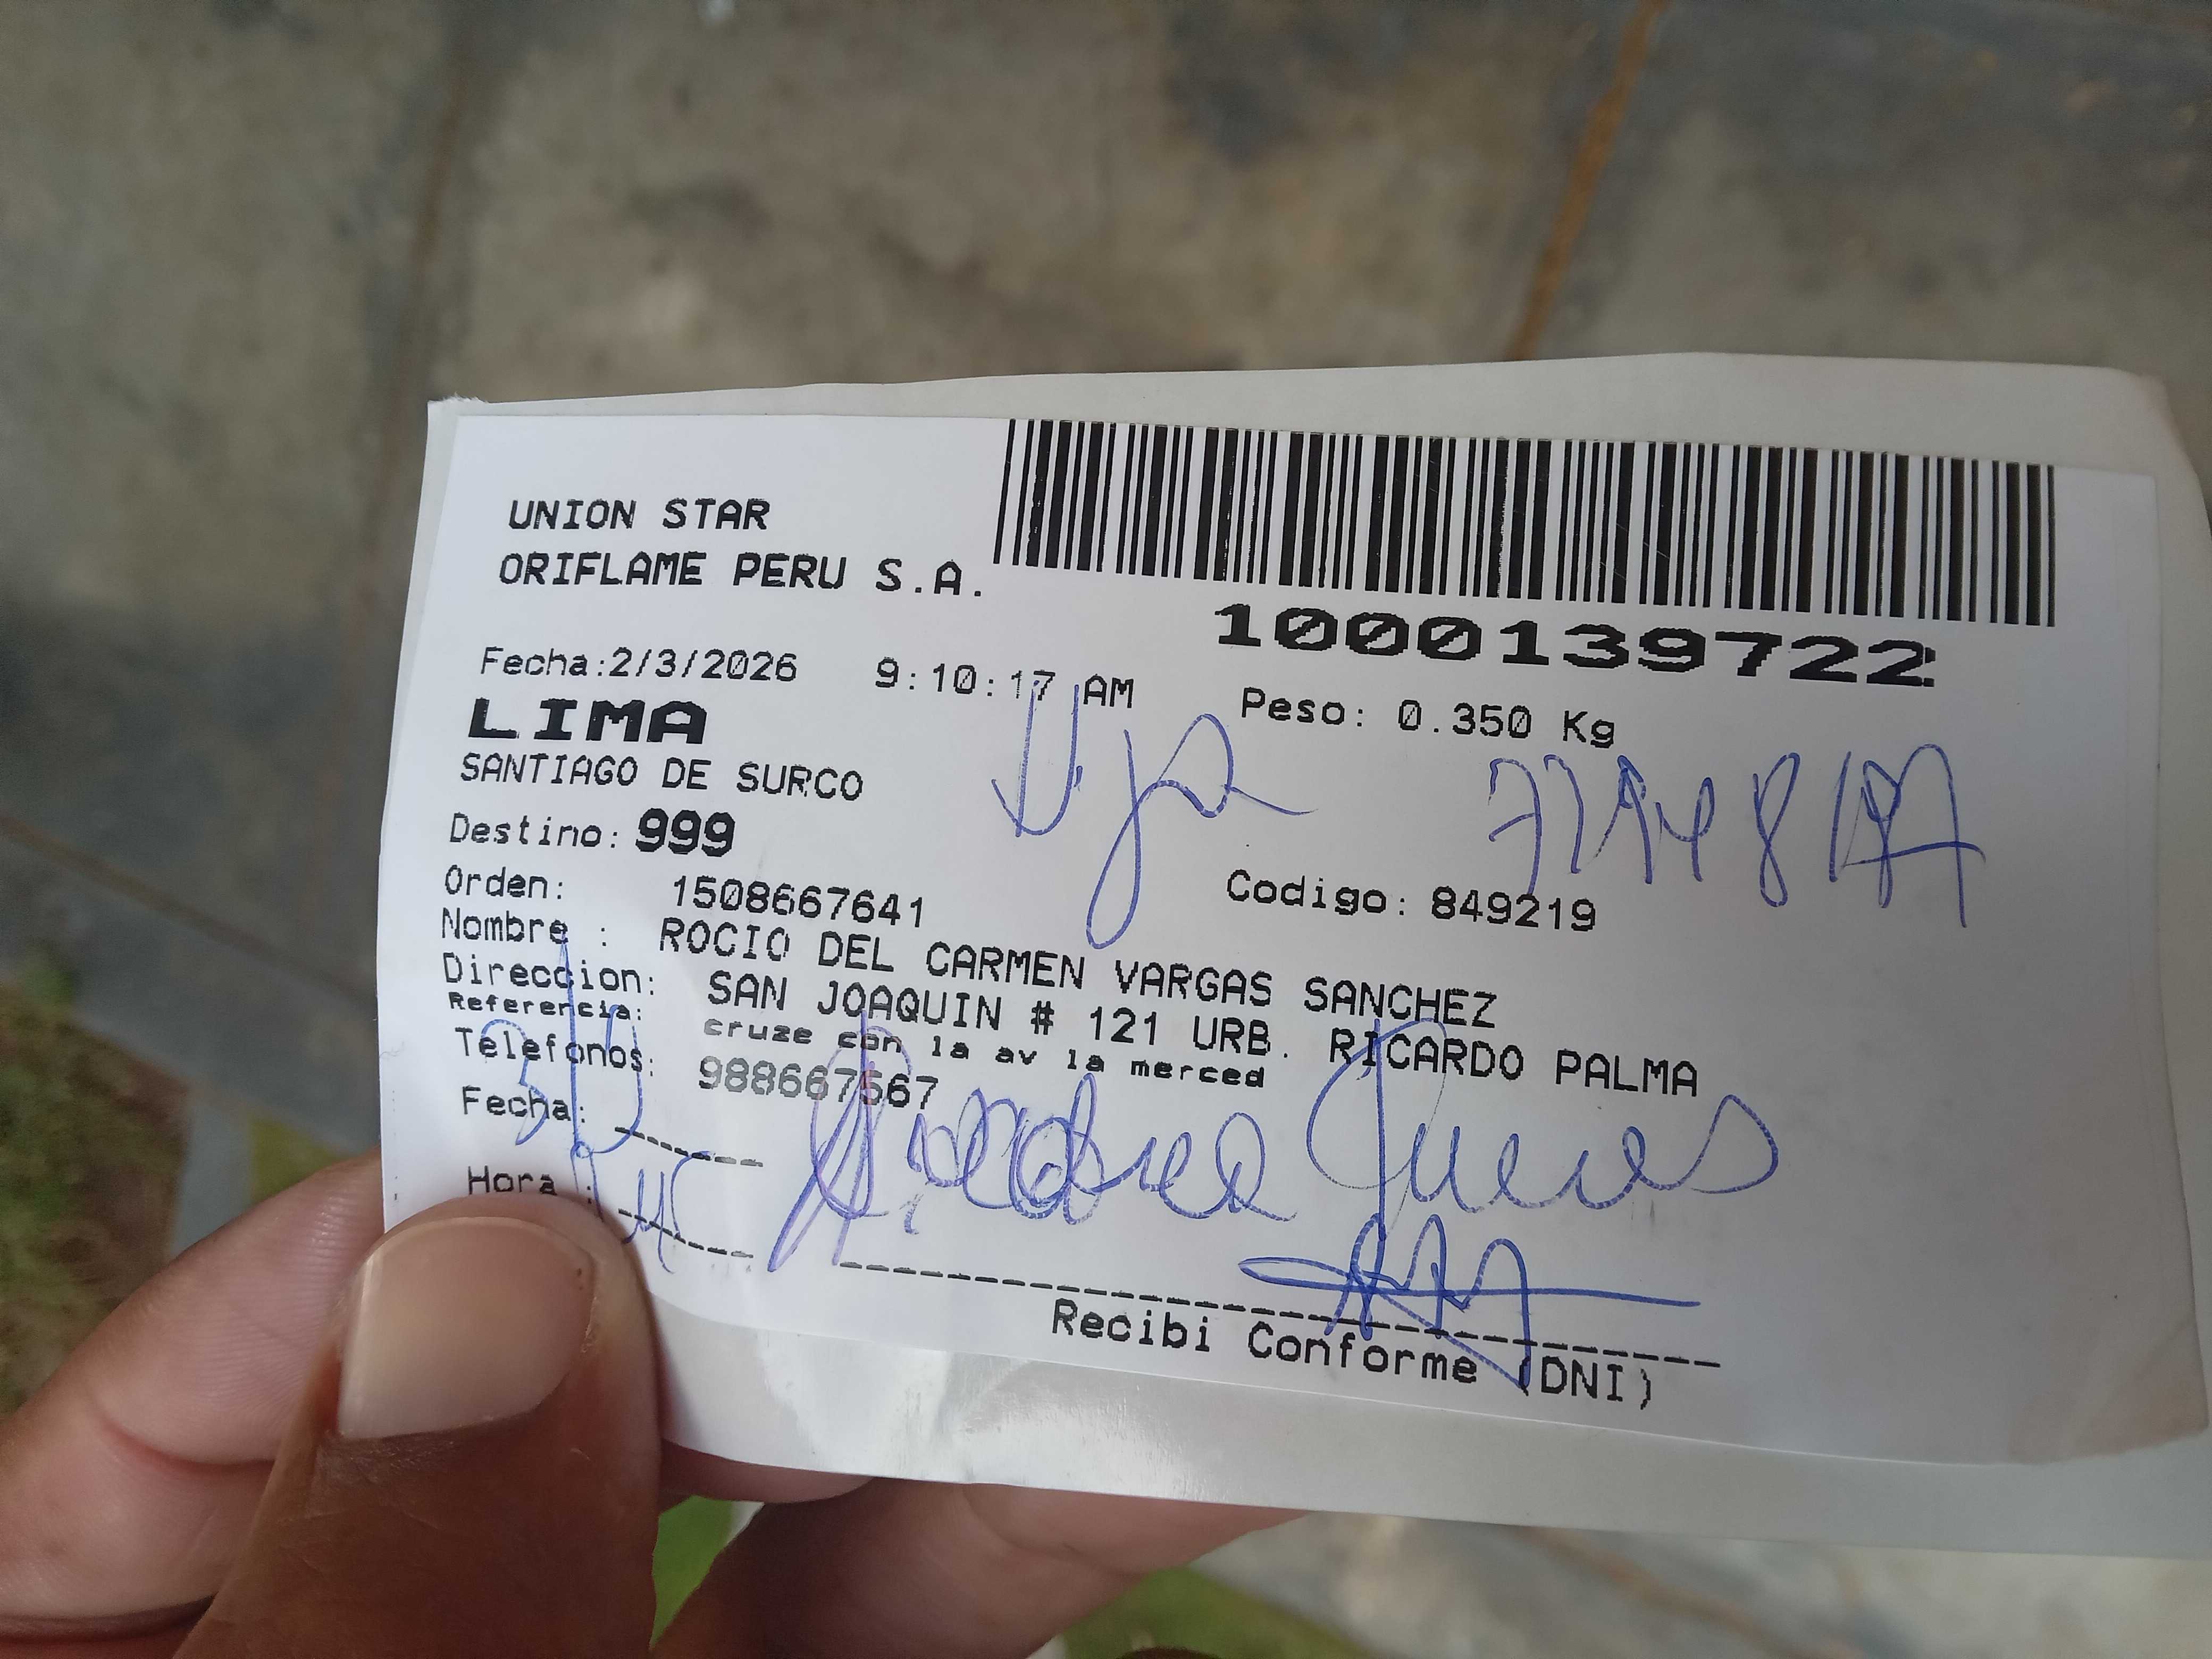 UNION STAR
ORIFLAME PERU S.A.
1000139722
Fecha:2/3/2026 9:10:17 AM Peso: 0.350 Kg
LIMA
SANTIAGO DE SURCO
Destino: 999
Orden: 1508667641 Codigo: 849219
Nombre : ROCIO DEL CARMEN VARGAS SANCHEZ
Direccion: SAN JOAQUIN # 121 URB. RICARDO PALMA
Referencia: cruze con la av la merced
Telefonos: 988667567
Fecha:
Hora :
Recibi Conforme (DNI)